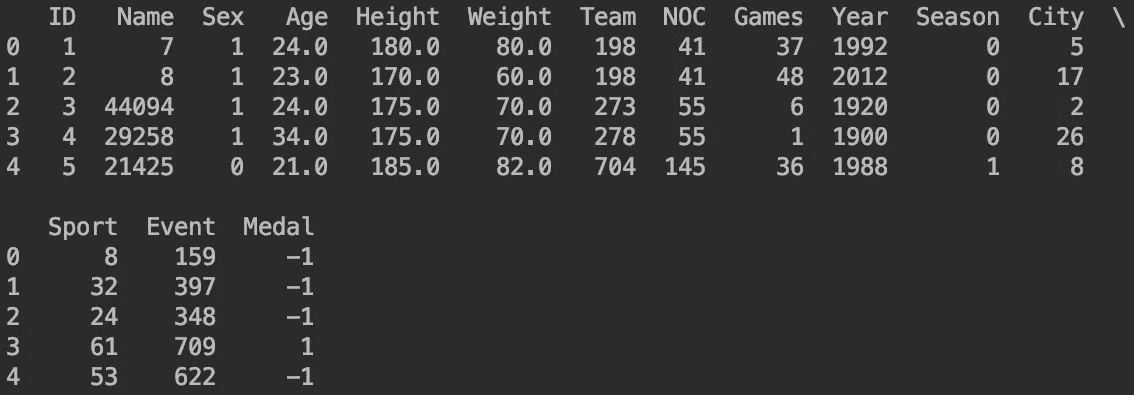 ID Name Sex Age Height Weight Team NOC Games Year Season City \
0 1 7 1 24.0 180.0 80.0 198 41 37 1992 0 5
1 2 8 1 23.0 170.0 60.0 198 41 48 2012 0 17
2 3 44094 1 24.0 175.0 70.0 273 55 6 1920 0 2
3 4 29258 1 34.0 175.0 70.0 278 55 1 1900 0 26
4 5 21425 0 21.0 185.0 82.0 704 145 36 1988 1 8
Sport Event Medal
0 8 159 -1
1 32 397 -1
2 24 348 -1
3 61 709 1
4 53 622 -1